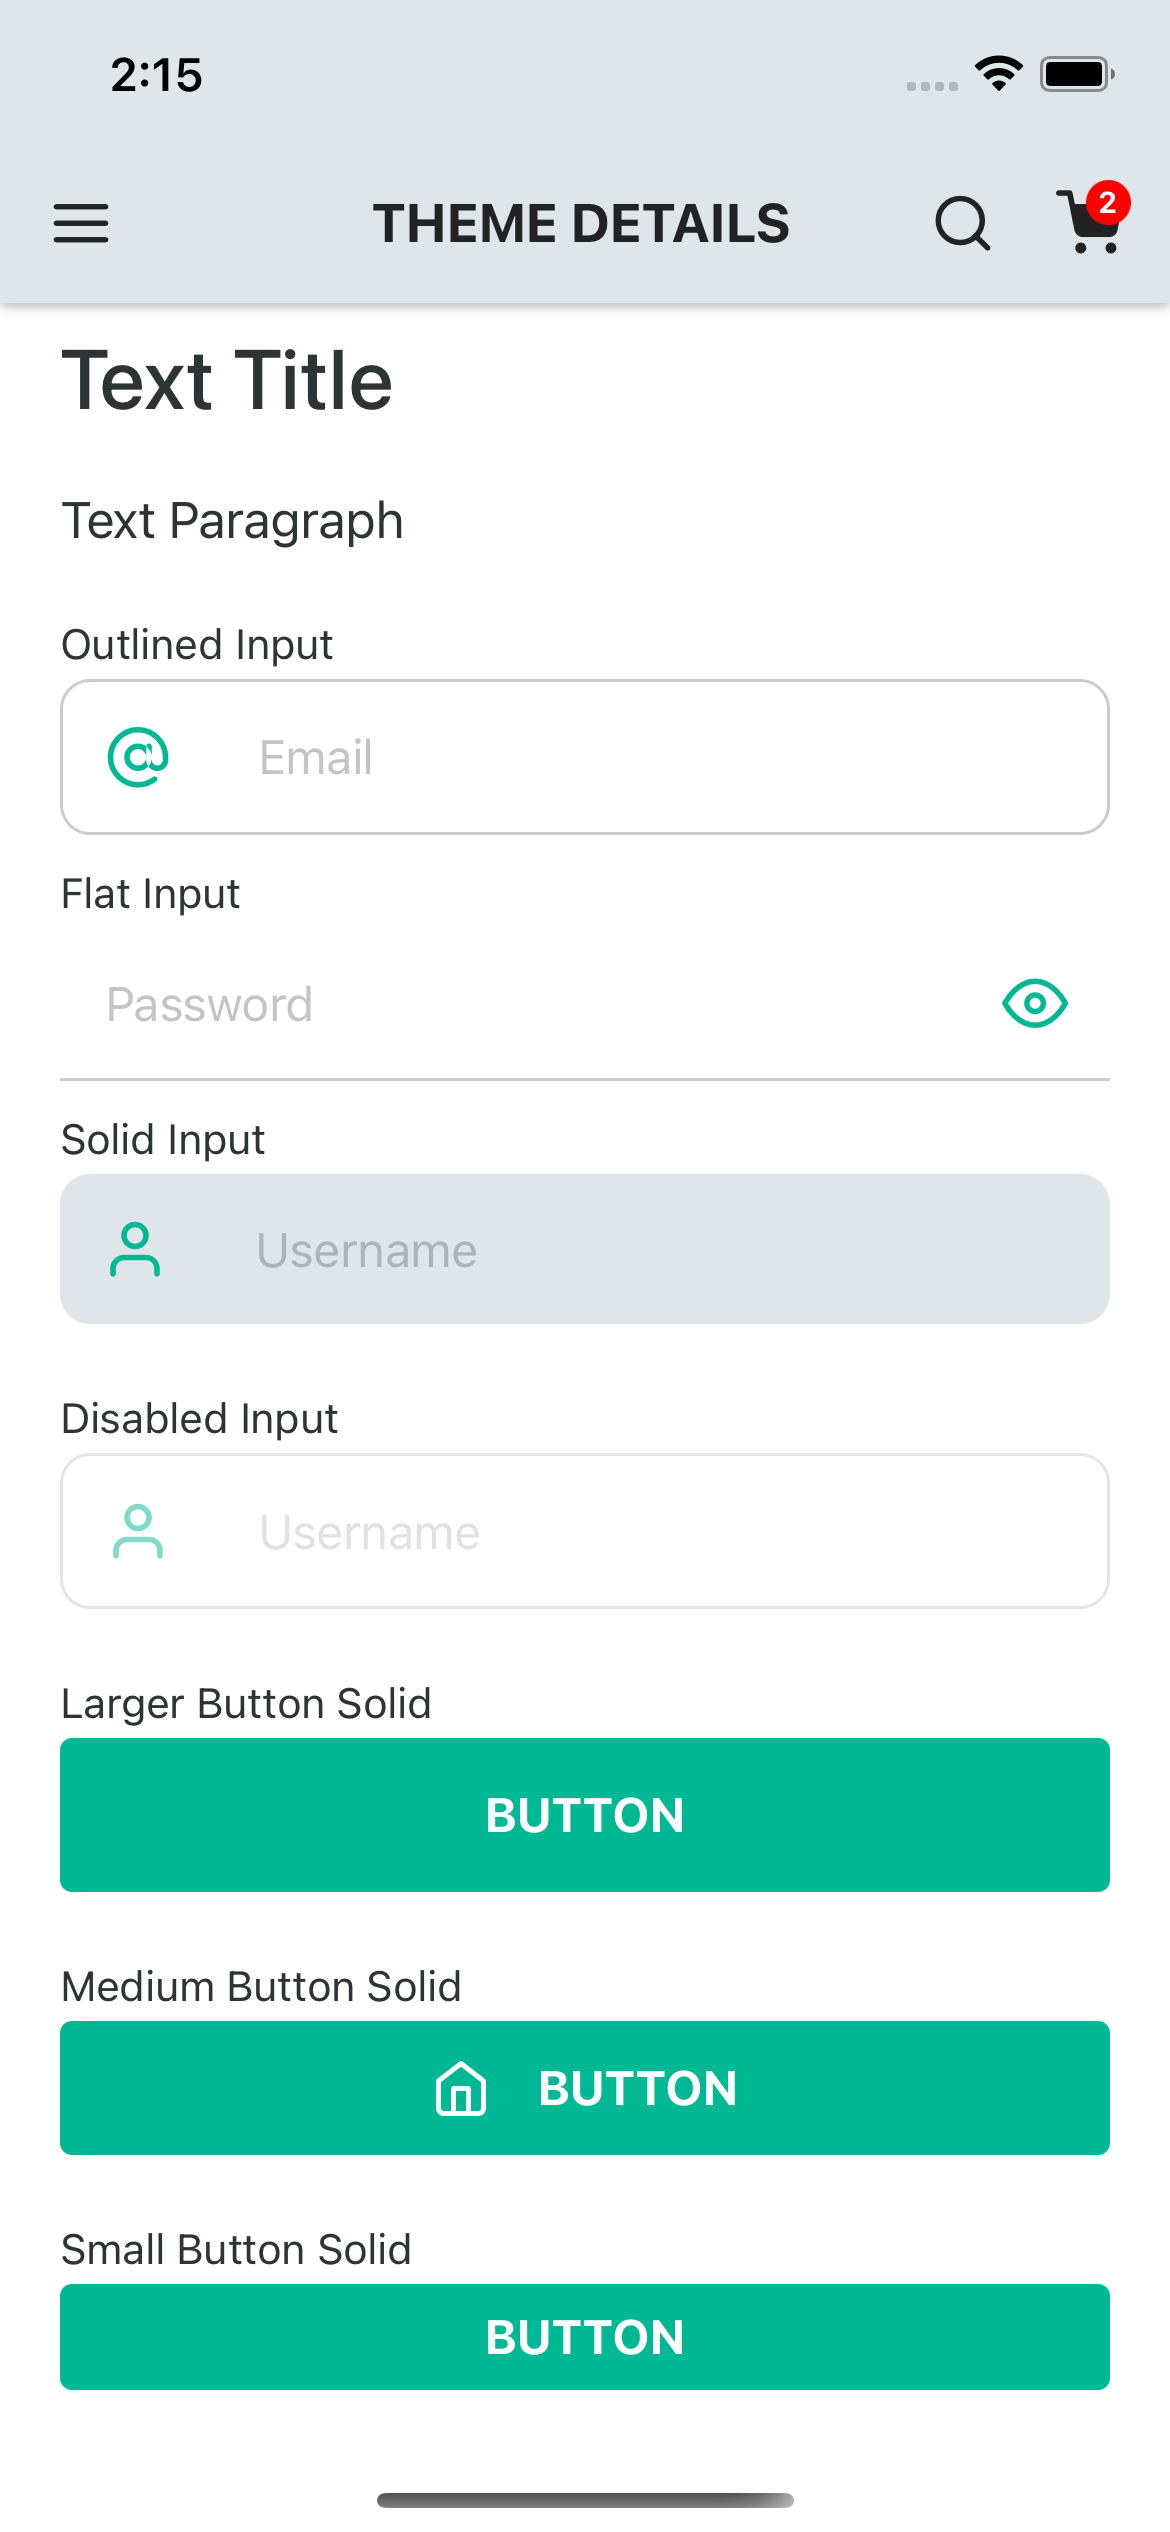 2:15
THEME DETAILS
2
Text Title
Text Paragraph
Outlined Input
Email
Flat Input
Password
Solid Input
Username
Disabled Input
Username
Larger Button Solid
BUTTON
Medium Button Solid
BUTTON
Small Button Solid
BUTTON